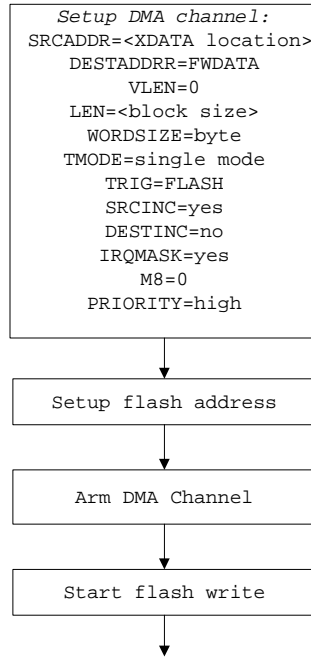 Setup DMA channel:
SRCADDR=<XDATA location>
DESTADDRR=FWDATA
VLEN=0
LEN=<block size>
WORDSIZE=byte
TMODE=single mode
TRIG=FLASH
SRCINC=yes
DESTINC=no
IRQMASK=yes
M8=0
PRIORITY=high
Setup flash address
Arm DMA Channel
Start flash write